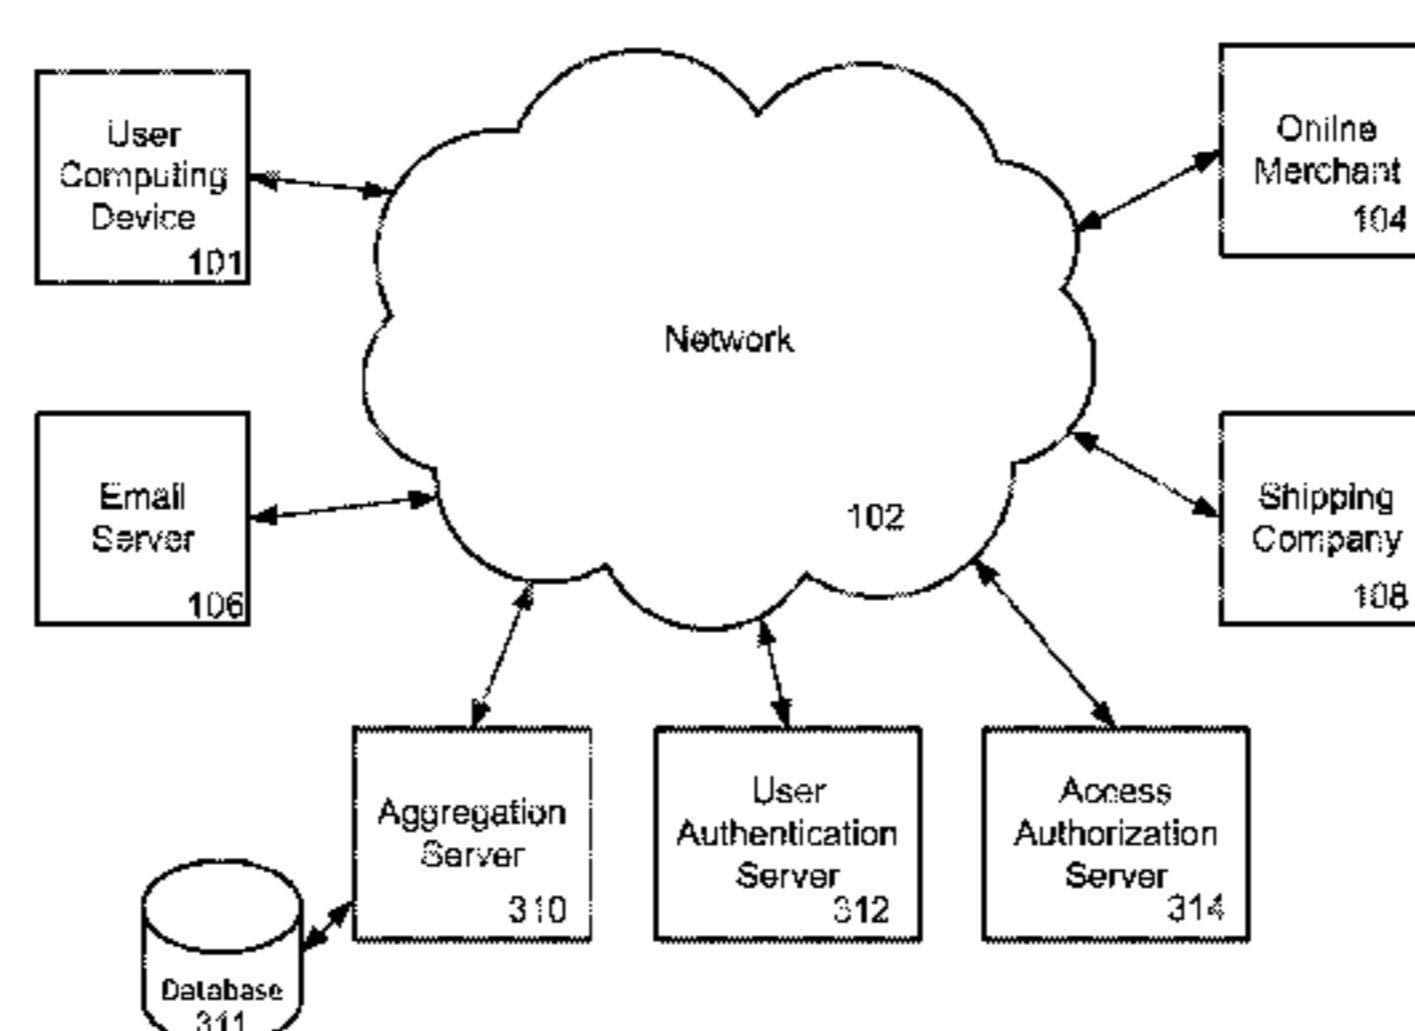 User
Computing
Device
101
Onilne
Merchant
104
Network
102
Email
Server
106
Shipping
Company
108
Aggregation
Server
310
User
Authentication
Server
312
Access
Authorization
Server
314
Database
311